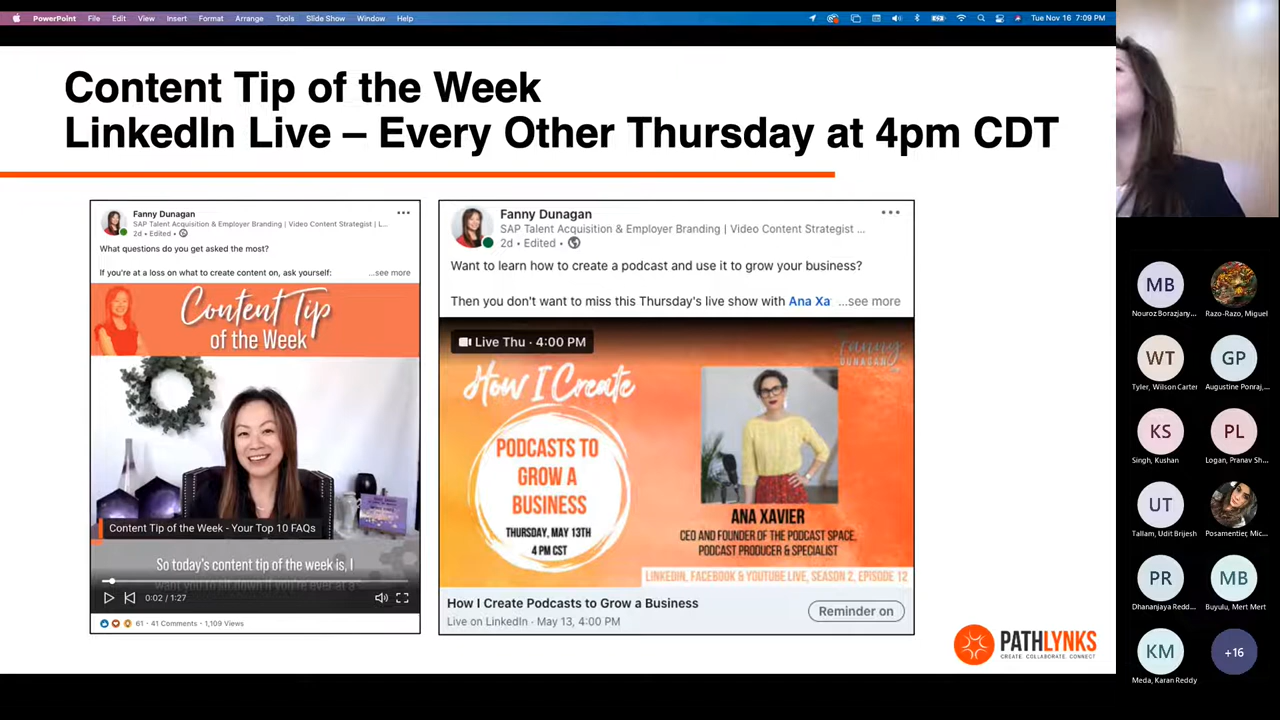 PowerPoint File Edit View Insert Format Arrange Tools Slide Show Window Help
Tue Nov 16 7:09 PM
Content Tip of the Week
LinkedIn Live – Every Other Thursday at 4pm CDT
Fanny Dunagan
SAP Talent Acquisition & Employer Branding | Video Content Strategist | L...
2d • Edited •
What questions do you get asked the most?
If you're at a loss on what to create content on, ask yourself: ...see more
Content Tip
of the Week
Content Tip of the Week - Your Top 10 FAQs
So today's content tip of the week is, I
want you to sit down if you're ever at a
0:02 / 1:27
61 · 41 Comments · 1,109 Views
Fanny Dunagan
SAP Talent Acquisition & Employer Branding | Video Content Strategist ...
2d • Edited •
Want to learn how to create a podcast and use it to grow your business?
Then you don't want to miss this Thursday's live show with Ana Xa ...see more
Live Thu · 4:00 PM
Fanny
DUNAGAN
How I Create
PODCASTS TO
GROW A
BUSINESS
THURSDAY, MAY 13TH
4 PM CST
ANA XAVIER
CEO AND FOUNDER OF THE PODCAST SPACE,
PODCAST PRODUCER & SPECIALIST
LINKEDIN, FACEBOOK & YOUTUBE LIVE, SEASON 2, EPISODE 12
How I Create Podcasts to Grow a Business
Live on LinkedIn · May 13, 4:00 PM
Reminder on
PATHLYNKS
CREATE. COLLABORATE. CONNECT
MB
Nouroz Borazjany...
Razo-Razo, Miguel
WT
Tyler, Wilson Carter
GP
Augustine Ponraj,...
KS
Singh, Kushan
PL
Logan, Pranav Sh...
UT
Tallam, Udit Brijesh
Posamentier, Mic...
PR
Dhananjaya Redd...
MB
Buyulu, Mert Mert
KM
Meda, Karan Reddy
+16